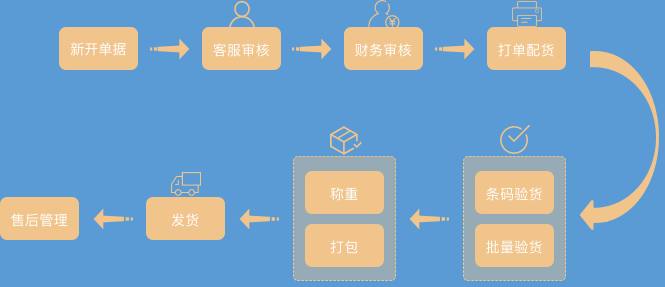 新开单据
客服审核
财务审核
打单配货
条码验货
批量验货
称重
打包
发货
售后管理